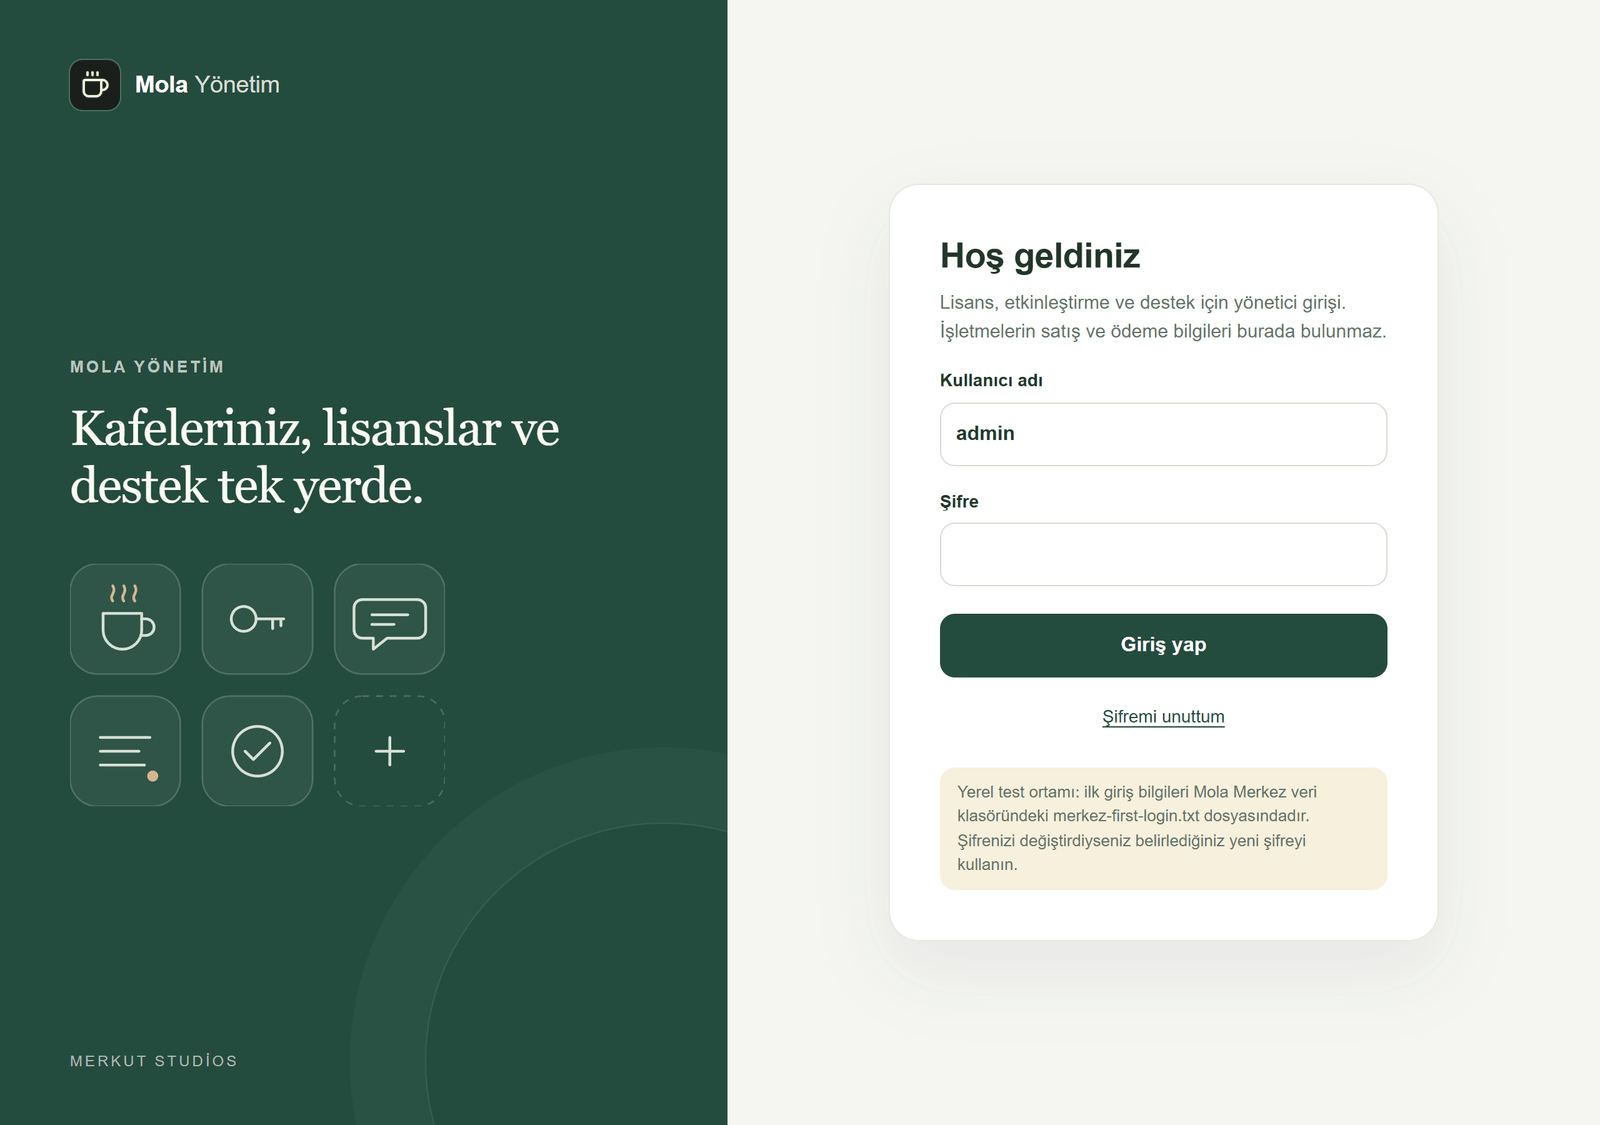 Mola Yönetim
MOLA YÖNETİM
Kafeleriniz, lisanslar ve
destek tek yerde.
MERKUT STUDİOS
Hoş geldiniz
Lisans, etkinleştirme ve destek için yönetici girişi.
İşletmelerin satış ve ödeme bilgileri burada bulunmaz.
Kullanıcı adı
admin
Şifre
Giriş yap
Şifremi unuttum
Yerel test ortamı: ilk giriş bilgileri Mola Merkez veri
klasöründeki merkez-first-login.txt dosyasındadır.
Şifrenizi değiştirdiyseniz belirlediğiniz yeni şifreyi
kullanın.